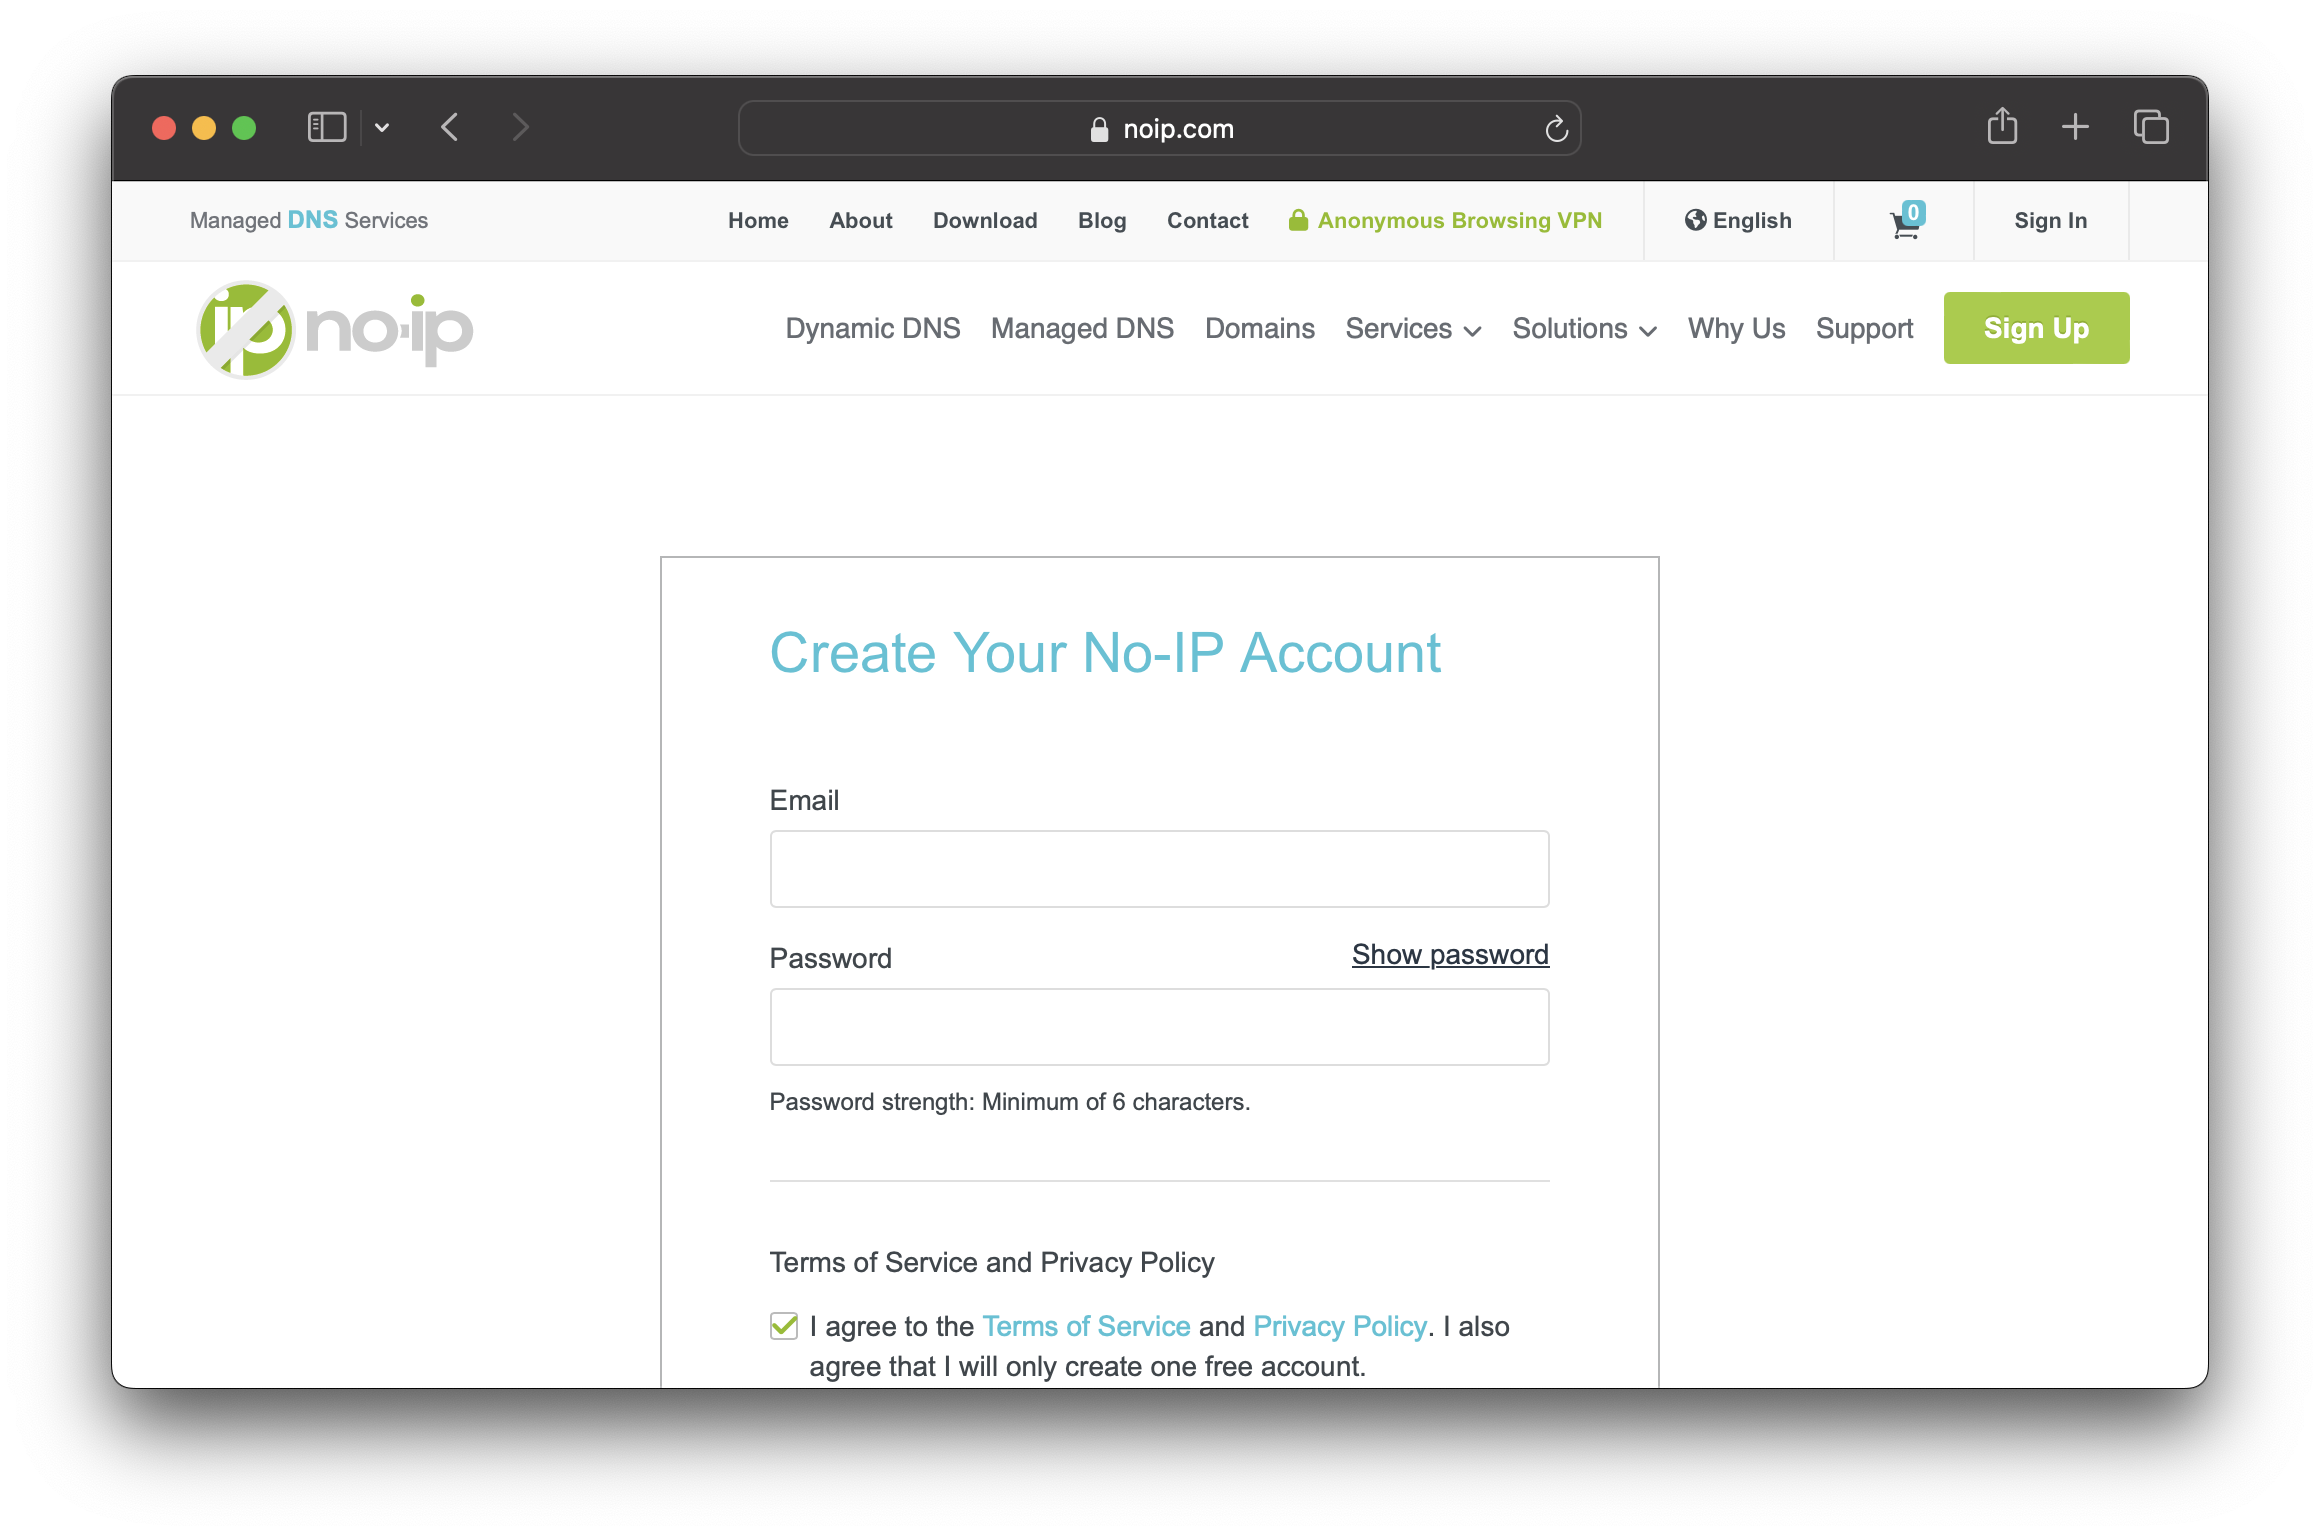 noip.com
Managed DNS Services
Home About Download Blog Contact Anonymous Browsing VPN English 0 Sign In
ip no-ip
Dynamic DNS Managed DNS Domains Services Solutions Why Us Support Sign Up
Create Your No-IP Account
Email
Password Show password
Password strength: Minimum of 6 characters.
Terms of Service and Privacy Policy
I agree to the Terms of Service and Privacy Policy. I also
agree that I will only create one free account.